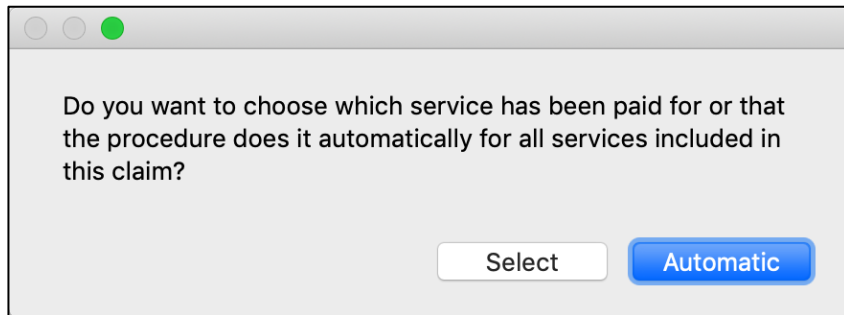 Do you want to choose which service has been paid for or that
the procedure does it automatically for all services included in
this claim?
Select
Automatic